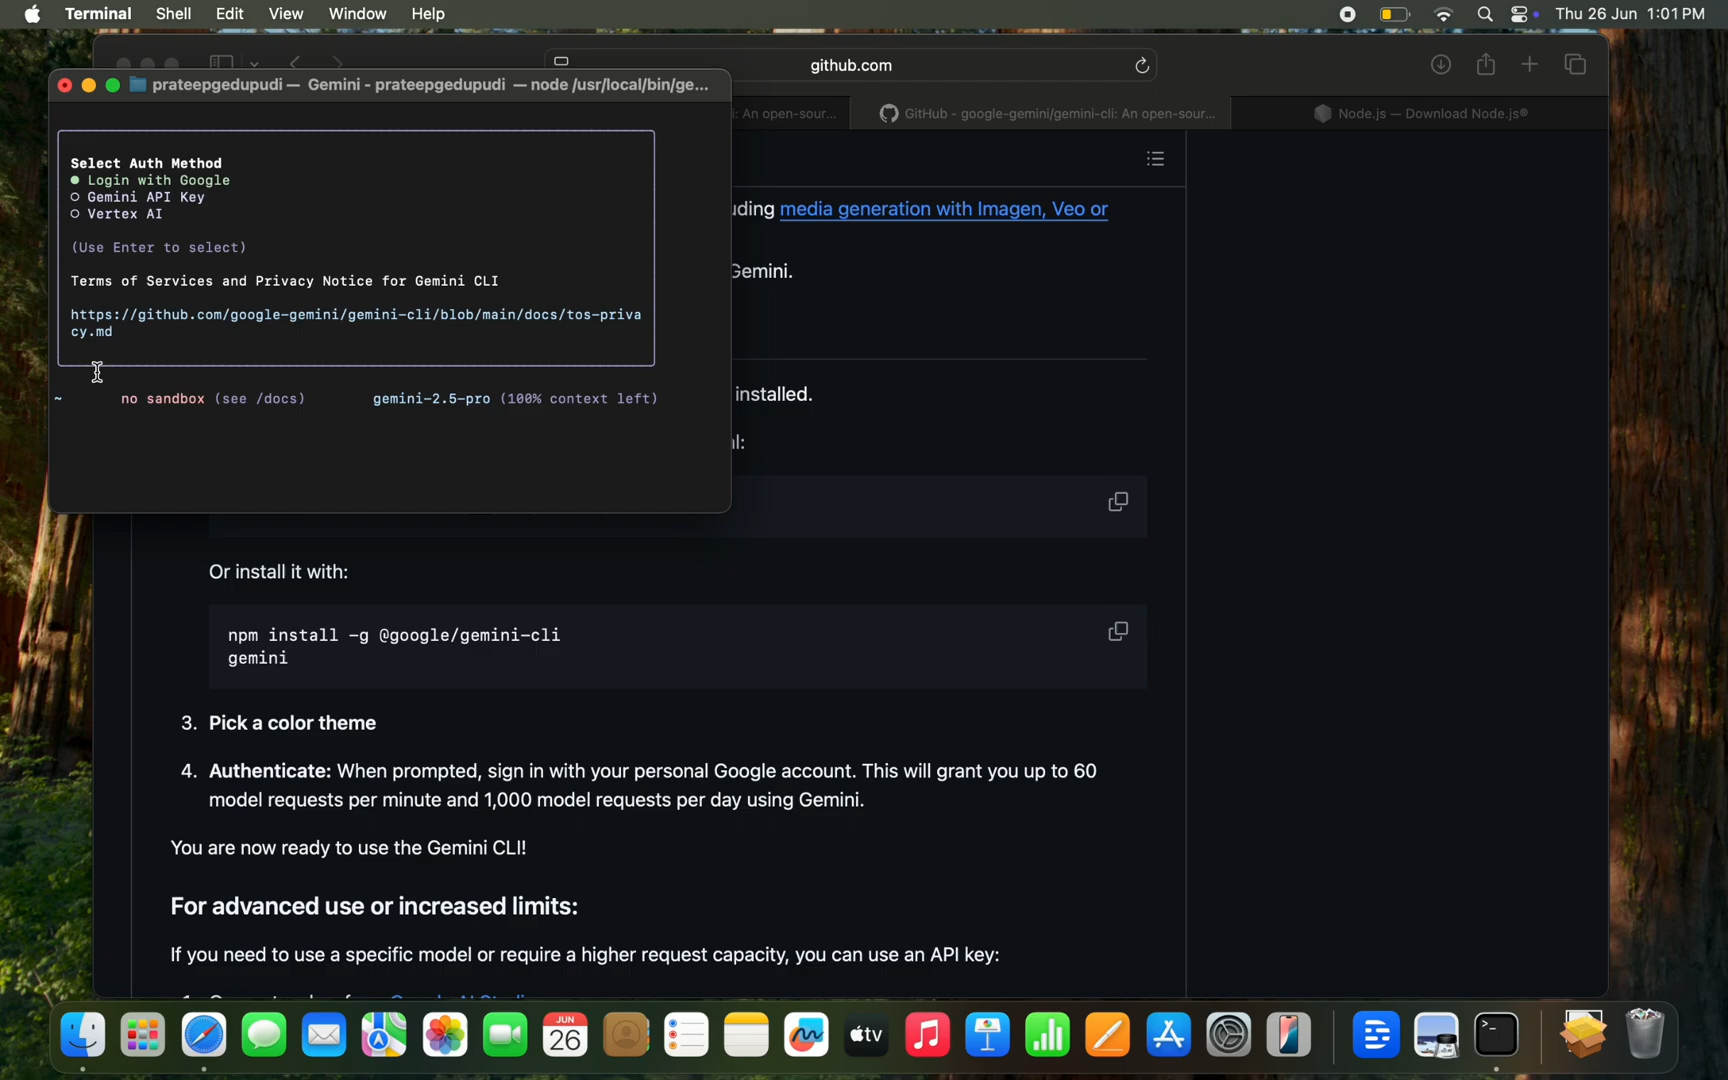 Terminal Shell Edit View Window Help
Thu 26 Jun 1:01 PM
github.com
prateepgedupudi — Gemini - prateepgedupudi — node /usr/local/bin/ge...
i: An open-sour...
GitHub - google-gemini/gemini-cli: An open-sour...
Node.js — Download Node.js®
Select Auth Method
Login with Google
Gemini API Key
Vertex AI
(Use Enter to select)
Terms of Services and Privacy Notice for Gemini CLI
https://github.com/google-gemini/gemini-cli/blob/main/docs/tos-priva
cy.md
~ no sandbox (see /docs) gemini-2.5-pro (100% context left)
uding media generation with Imagen, Veo or
Gemini.
installed.
al:
Or install it with:
npm install -g @google/gemini-cli
gemini
3. Pick a color theme
4. Authenticate: When prompted, sign in with your personal Google account. This will grant you up to 60
model requests per minute and 1,000 model requests per day using Gemini.
You are now ready to use the Gemini CLI!
For advanced use or increased limits:
If you need to use a specific model or require a higher request capacity, you can use an API key:
JUN
26
tv